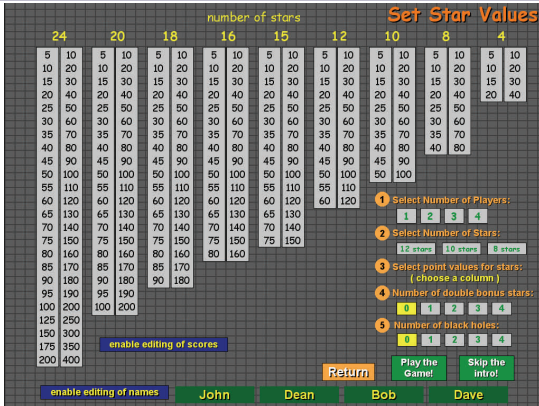 Set Star Values
number of stars
24 20 18 16 15 12 10 8 4
5 10 5 10 5 10 5 10 5 10 5 10 5 10 5 10 5 10
10 20 10 20 10 20 10 20 10 20 10 20 10 20 10 20 10 20
15 30 15 30 15 30 15 30 15 30 15 30 15 30 15 30 15 30
20 40 20 40 20 40 20 40 20 40 20 40 20 40 20 40 20 40
25 50 25 50 25 50 25 50 25 50 25 50 25 50 25 50
30 60 30 60 30 60 30 60 30 60 30 60 30 60 30 60
35 70 35 70 35 70 35 70 35 70 35 70 35 70 35 70
40 80 40 80 40 80 40 80 40 80 40 80 40 80 40 80
45 90 45 90 45 90 45 90 45 90 45 90 45 90
50 100 50 100 50 100 50 100 50 100 50 100 50 100
55 110 55 110 55 110 55 110 55 110 55 110
60 120 60 120 60 120 60 120 60 120 60 120
65 130 65 130 65 130 65 130 65 130
70 140 70 140 70 140 70 140 70 140
75 150 75 150 75 150 75 150 75 150
80 160 80 160 80 160 80 160
85 170 85 170 85 170
90 180 90 180 90 180
95 190 95 190
100 200 100 200
125 250
150 300
175 350
200 400
1 Select Number of Players:
1 2 3 4
2 Select Number of Stars:
12 stars 10 stars 8 stars
3 Select point values for stars:
( choose a column )
4 Number of double bonus stars:
0 1 2 3 4
5 Number of black holes:
0 1 2 3 4
enable editing of scores
Return
Play the
Game!
Skip the
intro!
enable editing of names
John Dean Bob Dave